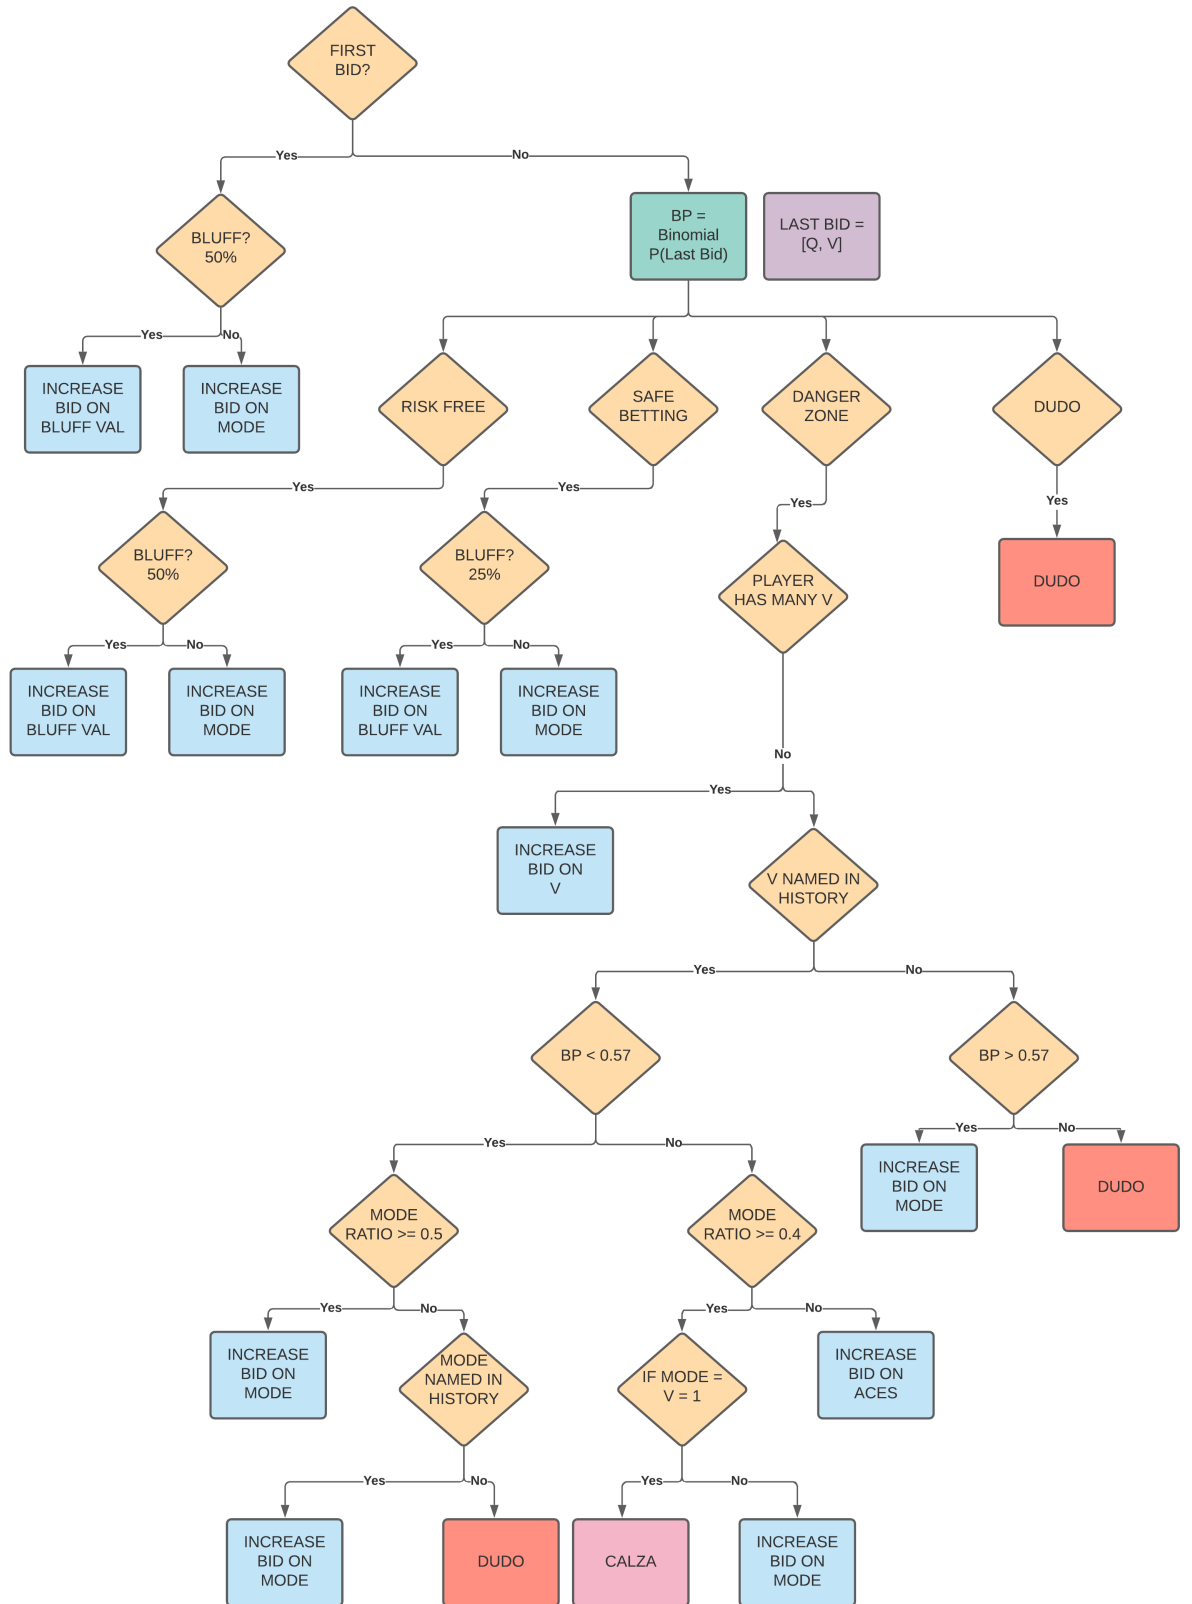 FIRST
BID?
Yes
No
BLUFF?
50%
BP =
Binomial
P(Last Bid)
LAST BID =
[Q, V]
Yes
No
INCREASE
BID ON
BLUFF VAL
INCREASE
BID ON
MODE
RISK FREE
SAFE
BETTING
DANGER
ZONE
DUDO
Yes
Yes
Yes
Yes
BLUFF?
50%
BLUFF?
25%
PLAYER
HAS MANY V
DUDO
Yes
No
Yes
No
INCREASE
BID ON
BLUFF VAL
INCREASE
BID ON
MODE
INCREASE
BID ON
BLUFF VAL
INCREASE
BID ON
MODE
No
Yes
INCREASE
BID ON
V
V NAMED IN
HISTORY
Yes
No
BP < 0.57
BP > 0.57
Yes
No
Yes
No
INCREASE
BID ON
MODE
DUDO
MODE
RATIO >= 0.5
MODE
RATIO >= 0.4
Yes
No
Yes
No
INCREASE
BID ON
MODE
MODE
NAMED IN
HISTORY
IF MODE =
V = 1
INCREASE
BID ON
ACES
Yes
No
Yes
No
INCREASE
BID ON
MODE
DUDO
CALZA
INCREASE
BID ON
MODE